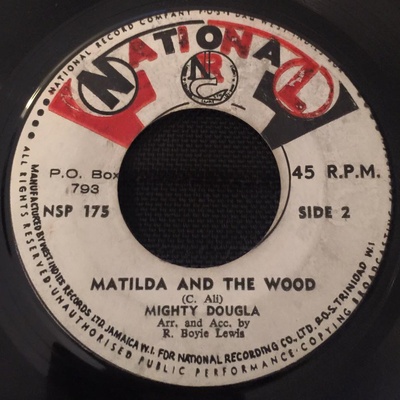 NATIONAL RECORD COMPANY
NATIONAL
NR
P.O. Box
793
45 R.P.M.
NSP 175
SIDE 2
MATILDA AND THE WOOD
(C. Ali)
MIGHTY DOUGLA
Arr. and Acc. by
R. Boyie Lewis
ALL RIGHTS RESERVED-UNAUTHORISED PUBLIC PERFORMANCE-COPYING BROAD
MANUFACTURED BY WEST INDIES RECORDS LTD. JAMAICA W.I. FOR NATIONAL RECORDING CO. LTD. P.O.S. TRINIDAD W.I.